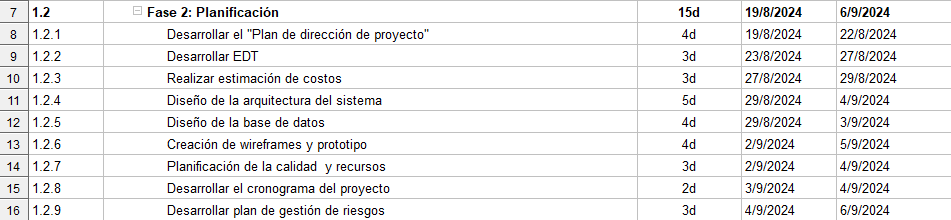 7 1.2 Fase 2: Planificación 15d 19/8/2024 6/9/2024
8 1.2.1 Desarrollar el "Plan de dirección de proyecto" 4d 19/8/2024 22/8/2024
9 1.2.2 Desarrollar EDT 3d 23/8/2024 27/8/2024
10 1.2.3 Realizar estimación de costos 3d 27/8/2024 29/8/2024
11 1.2.4 Diseño de la arquitectura del sistema 5d 29/8/2024 4/9/2024
12 1.2.5 Diseño de la base de datos 4d 29/8/2024 3/9/2024
13 1.2.6 Creación de wireframes y prototipo 4d 2/9/2024 5/9/2024
14 1.2.7 Planificación de la calidad  y recursos 3d 2/9/2024 4/9/2024
15 1.2.8 Desarrollar el cronograma del proyecto 2d 3/9/2024 4/9/2024
16 1.2.9 Desarrollar plan de gestión de riesgos 3d 4/9/2024 6/9/2024